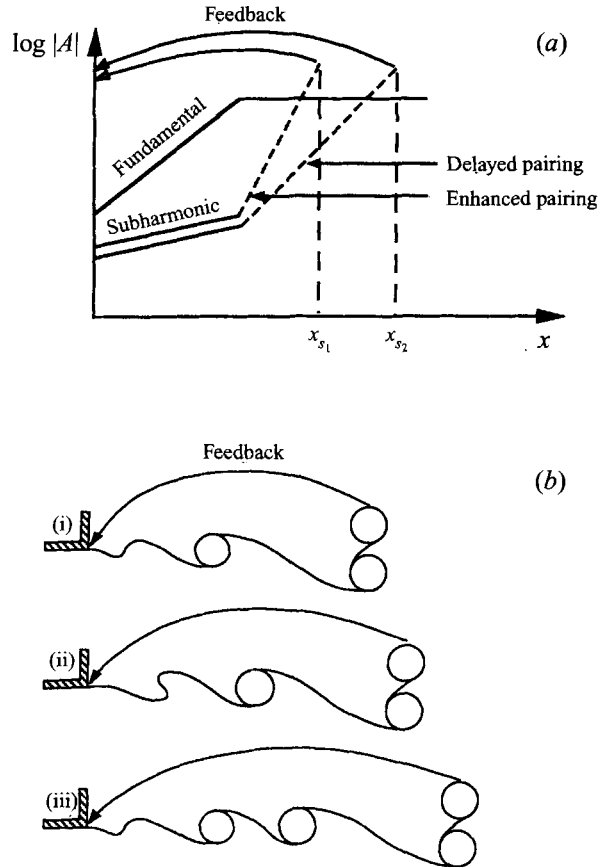 Feedback
log |A|
(a)
Fundamental
Delayed pairing
Enhanced pairing
Subharmonic
x_{s_1}
x_{s_2}
x
Feedback
(b)
(i)
(ii)
(iii)